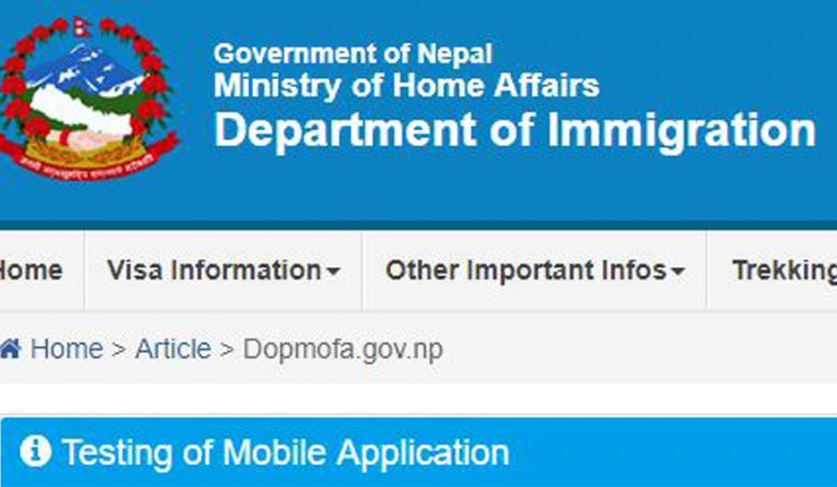 Government of Nepal
Ministry of Home Affairs
Department of Immigration
Home Visa Information Other Important Infos Trekking
Home > Article > Dopmofa.gov.np
Testing of Mobile Application